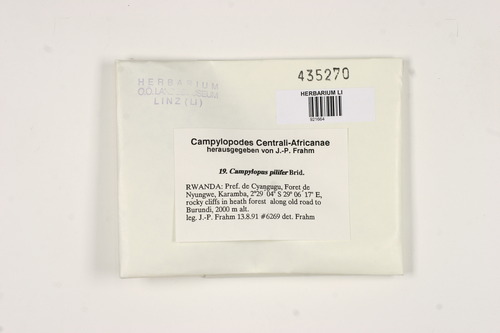 435270
HERBARIUM
LINZ (LI)
HERBARIUM LI
Campylopodes Centrali-Africanae
herausgegeben von J.-P. Frahm
19. Campylopus pilifer Brid.
RWANDA: Pref. de Cyangugu, Foret de
Nyungwe, Karamba, 2°29´04" S 29° 06´17" E,
rocky cliffs in heath forest along old road to
Burundi, 2000 m alt.
leg. J.-P. Frahm 13.8.91 #6269 det. Frahm